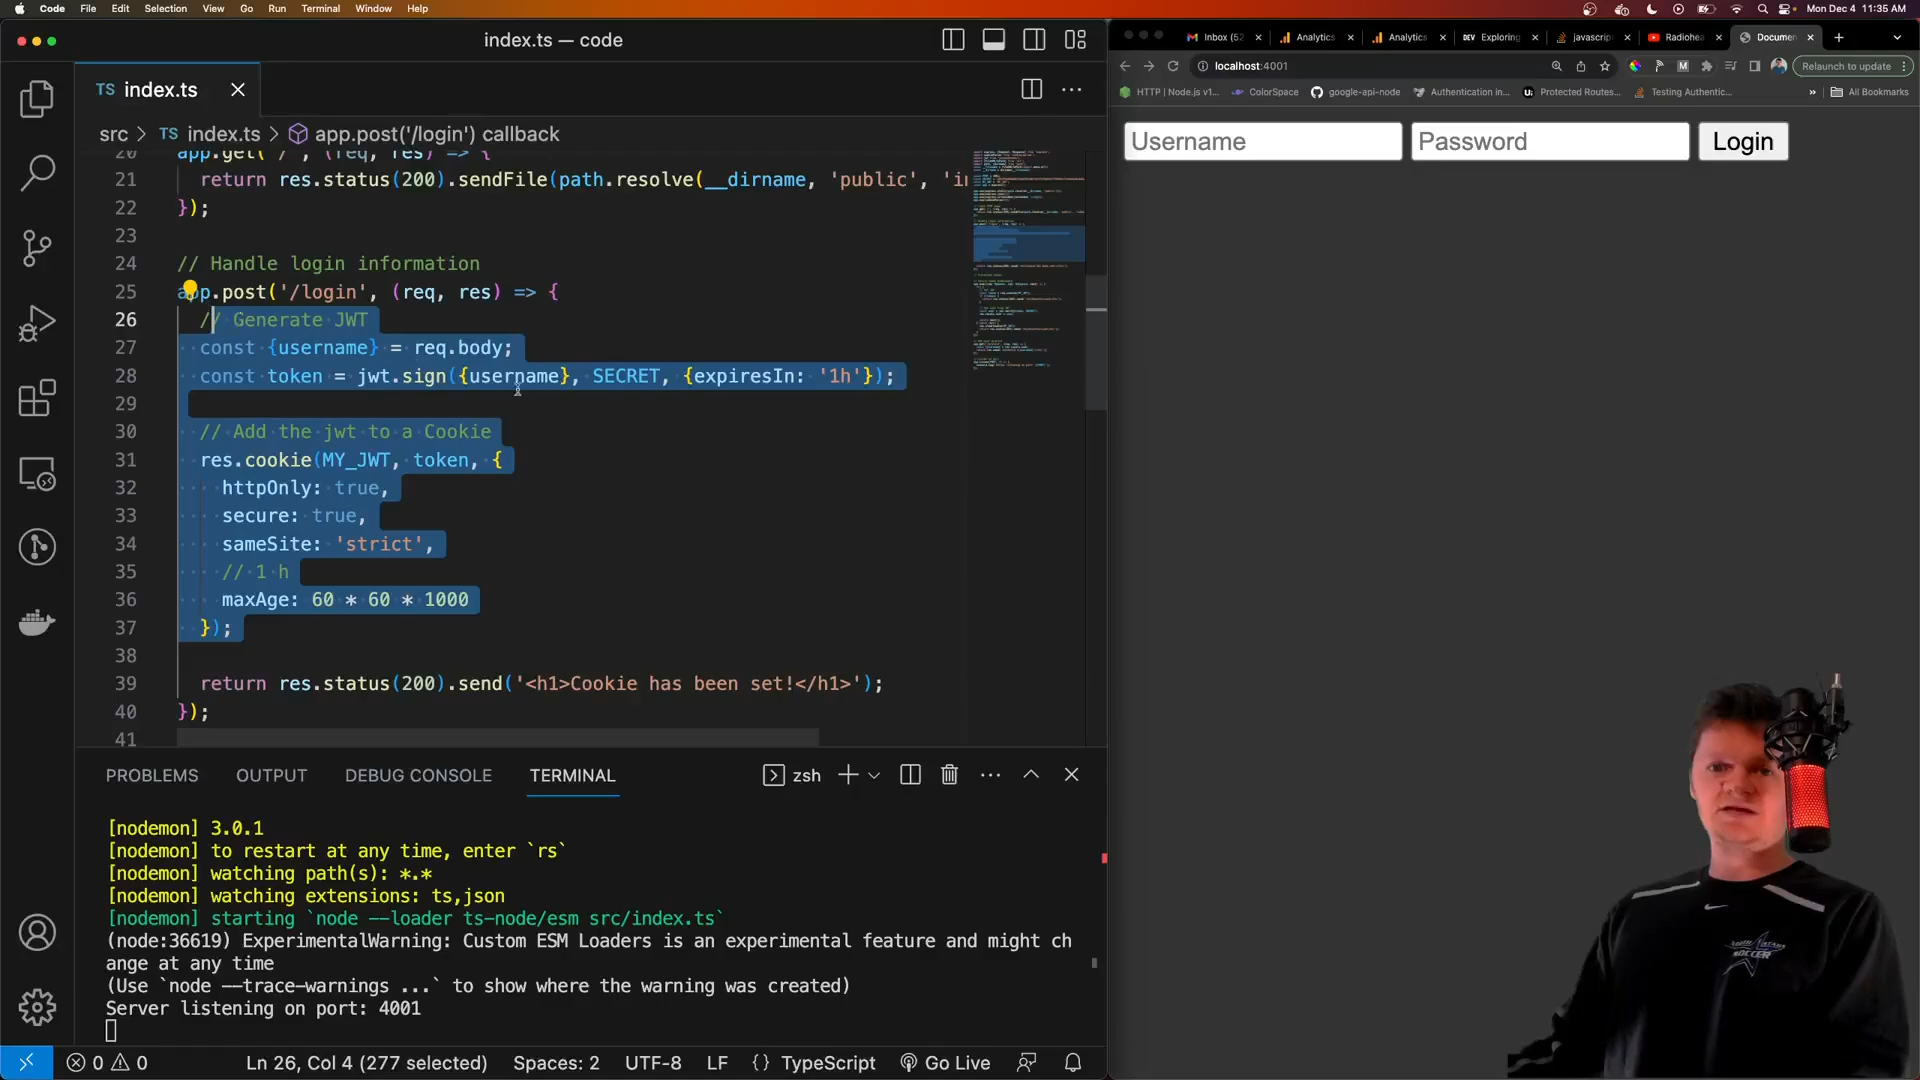 Code File Edit Selection View Go Run Terminal Window Help
Mon Dec 4 11:35 AM
index.ts — code
TS index.ts
src > TS index.ts > app.post('/login') callback
20 app.get('/', (req, res) => {
21 return res.status(200).sendFile(path.resolve(__dirname, 'public', 'i
22 });
23
24 // Handle login information
25 app.post('/login', (req, res) => {
26 // Generate JWT
27 const {username} = req.body;
28 const token = jwt.sign({username}, SECRET, {expiresIn: '1h'});
29
30 // Add the jwt to a Cookie
31 res.cookie(MY_JWT, token, {
32 httpOnly: true,
33 secure: true,
34 sameSite: 'strict',
35 // 1 h
36 maxAge: 60 * 60 * 1000
37 });
38
39 return res.status(200).send('<h1>Cookie has been set!</h1>');
40 });
41
PROBLEMS OUTPUT DEBUG CONSOLE TERMINAL
zsh
[nodemon] 3.0.1
[nodemon] to restart at any time, enter `rs`
[nodemon] watching path(s): *.*
[nodemon] watching extensions: ts,json
[nodemon] starting `node --loader ts-node/esm src/index.ts`
(node:36619) ExperimentalWarning: Custom ESM Loaders is an experimental feature and might ch
ange at any time
(Use `node --trace-warnings ...` to show where the warning was created)
Server listening on port: 4001
0 0 Ln 26, Col 4 (277 selected) Spaces: 2 UTF-8 LF {} TypeScript Go Live
Inbox (52 Analytics Analytics DEV Exploring javascrip Radiohea Documen
localhost:4001
Relaunch to update
HTTP | Node.js v1... ColorSpace google-api-node Authentication in... Protected Routes... Testing Authentic... » All Bookmarks
Username
Password
Login